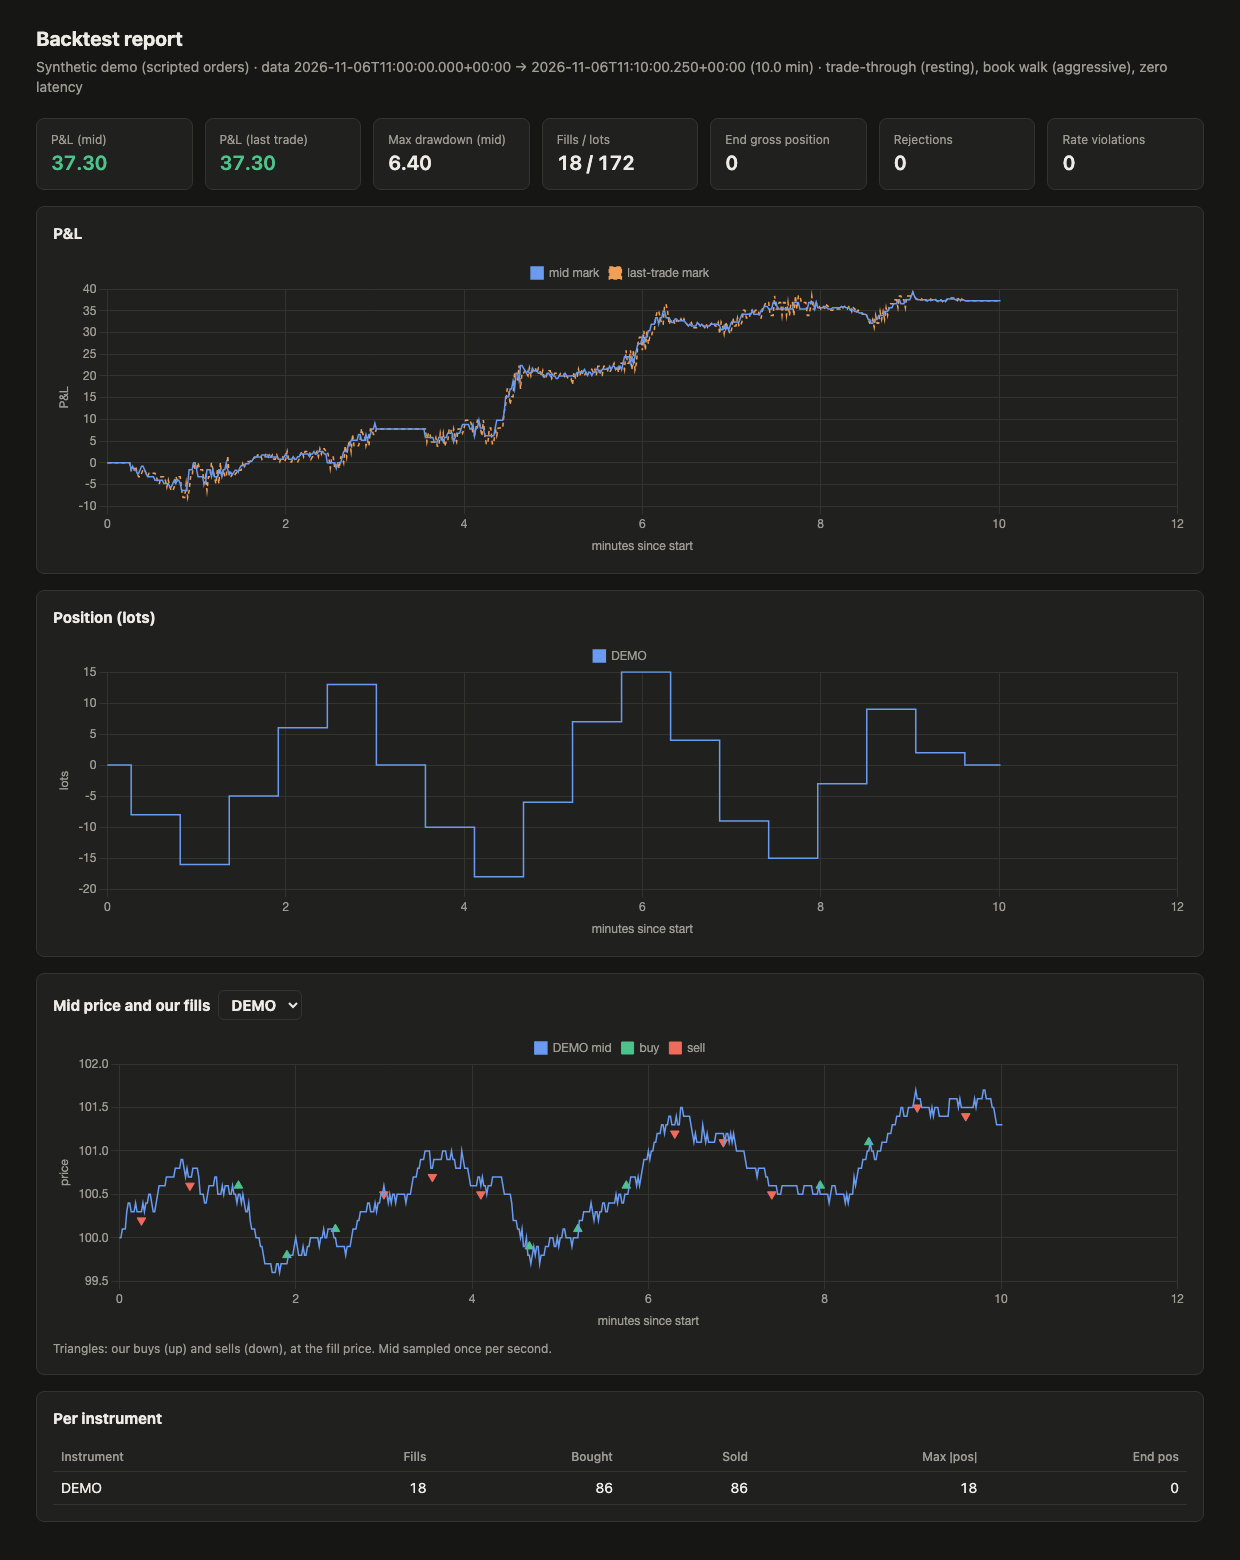 Backtest report
Synthetic demo (scripted orders) · data 2026-11-06T11:00:00.000+00:00 → 2026-11-06T11:10:00.250+00:00 (10.0 min) · trade-through (resting), book walk (aggressive), zero
latency
P&L (mid)
37.30
P&L (last trade)
37.30
Max drawdown (mid)
6.40
Fills / lots
18 / 172
End gross position
0
Rejections
0
Rate violations
0
P&L
mid mark
last-trade mark
40
35
30
25
20
15
10
5
0
-5
-10
P&L
0 2 4 6 8 10 12
minutes since start
Position (lots)
DEMO
15
10
5
0
-5
-10
-15
-20
lots
0 2 4 6 8 10 12
minutes since start
Mid price and our fills
DEMO
DEMO mid
buy
sell
102.0
101.5
101.0
100.5
100.0
99.5
price
0 2 4 6 8 10 12
minutes since start
Triangles: our buys (up) and sells (down), at the fill price. Mid sampled once per second.
Per instrument
Instrument Fills Bought Sold Max |pos| End pos
DEMO 18 86 86 18 0